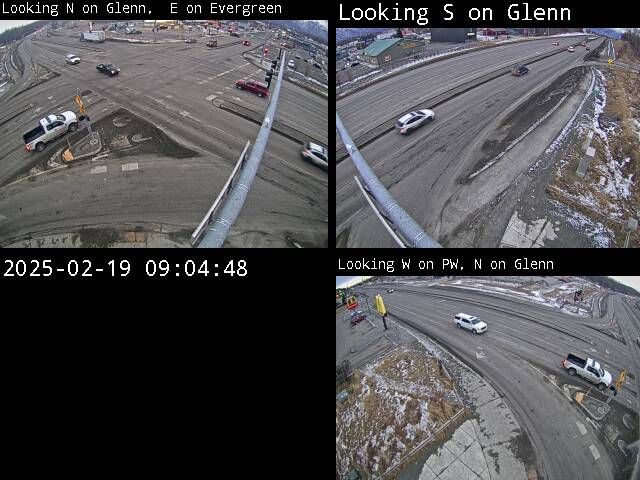 Looking N on Glenn,  E on Evergreen
Looking S on Glenn
2025-02-19 09:04:48
Looking W on PW, N on Glenn